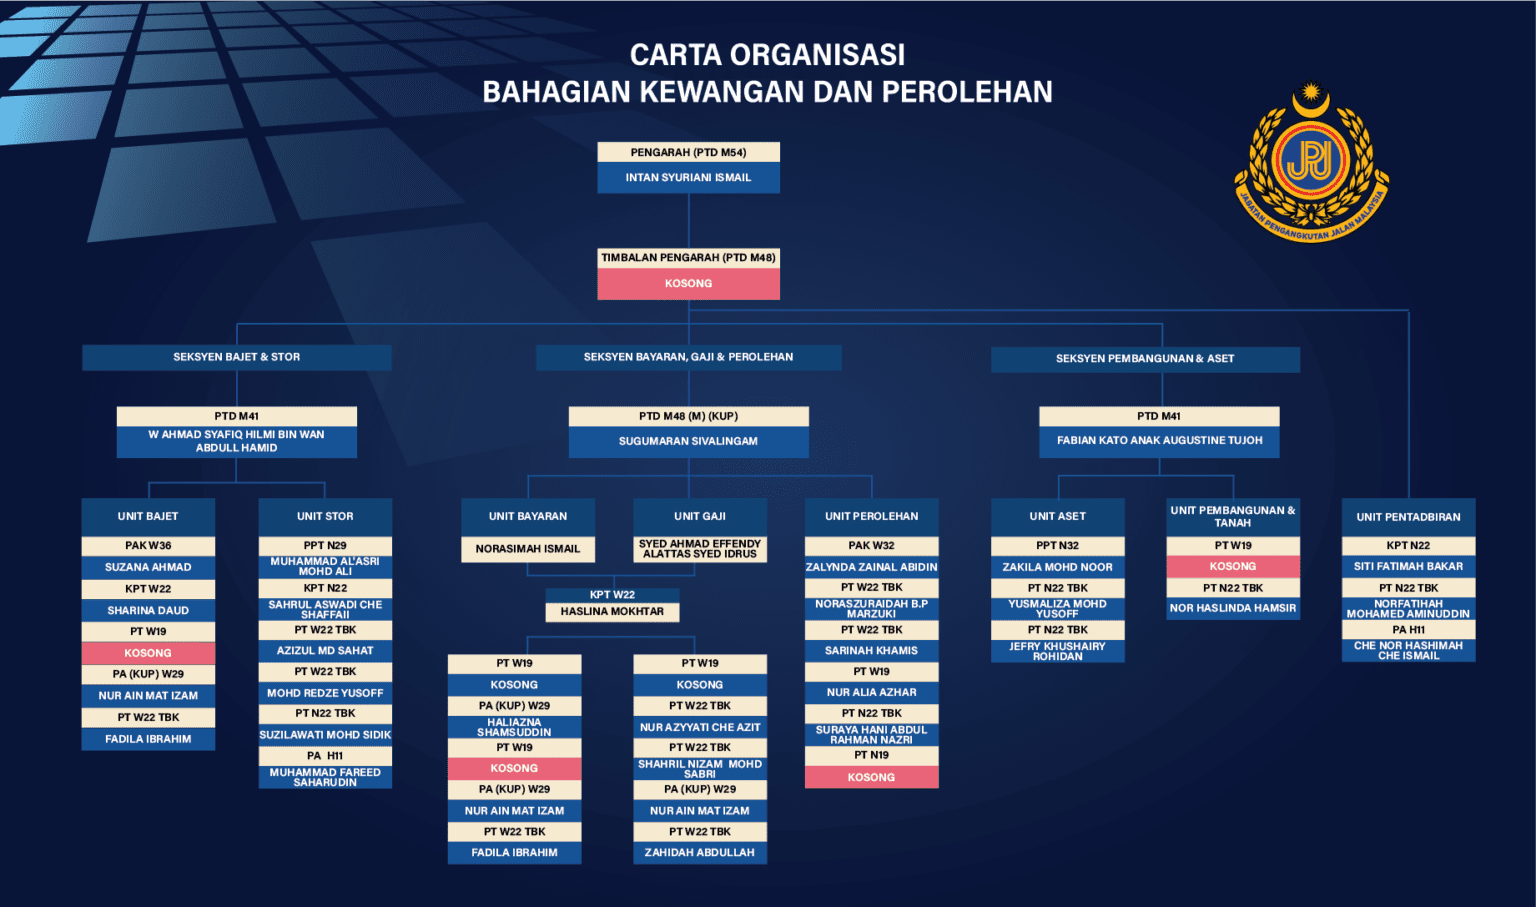 CARTA ORGANISASI
BAHAGIAN KEWANGAN DAN PEROLEHAN
JPJ
JABATAN PENGANGKUTAN JALAN MALAYSIA
PENGARAH (PTD M54)
INTAN SYURIANI ISMAIL
TIMBALAN PENGARAH (PTD M48)
KOSONG
SEKSYEN BAJET & STOR
PTD M41
W AHMAD SYAFIQ HILMI BIN WAN
ABDULL HAMID
UNIT BAJET
PAK W36
SUZANA AHMAD
KPT W22
SHARINA DAUD
PT W19
KOSONG
PA (KUP) W29
NUR AIN MAT IZAM
PT W22 TBK
FADILA IBRAHIM
UNIT STOR
PPT N29
MUHAMMAD AL'ASRI
MOHD ALI
KPT N22
SAHRUL ASWADI CHE
SHAFFAII
PT W22 TBK
AZIZUL MD SAHAT
PT W22 TBK
MOHD REDZE YUSOFF
PT N22 TBK
SUZILAWATI MOHD SIDIK
PA H11
MUHAMMAD FAREED
SAHARUDIN
SEKSYEN BAYARAN, GAJI & PEROLEHAN
PTD M48 (M) (KUP)
SUGUMARAN SIVALINGAM
UNIT BAYARAN
NORASIMAH ISMAIL
UNIT GAJI
SYED AHMAD EFFENDY
ALATTAS SYED IDRUS
KPT W22
HASLINA MOKHTAR
PT W19
KOSONG
PA (KUP) W29
HALIAZNA
SHAMSUDDIN
PT W19
KOSONG
PA (KUP) W29
NUR AIN MAT IZAM
PT W22 TBK
FADILA IBRAHIM
PT W19
KOSONG
PT W22 TBK
NUR AZYYATI CHE AZIT
PT W22 TBK
SHAHRIL NIZAM MOHD
SABRI
PA (KUP) W29
NUR AIN MAT IZAM
PT W22 TBK
ZAHIDAH ABDULLAH
UNIT PEROLEHAN
PAK W32
ZALYNDA ZAINAL ABIDIN
PT W22 TBK
NORASZURAIDAH B.P
MARZUKI
PT W22 TBK
SARINAH KHAMIS
PT W19
NUR ALIA AZHAR
PT N22 TBK
SURAYA HANI ABDUL
RAHMAN NAZRI
PT N19
KOSONG
SEKSYEN PEMBANGUNAN & ASET
PTD M41
FABIAN KATO ANAK AUGUSTINE TUJOH
UNIT ASET
PPT N32
ZAKILA MOHD NOOR
PT N22 TBK
YUSMALIZA MOHD
YUSOFF
PT N22 TBK
JEFRY KHUSHAIRY
ROHIDAN
UNIT PEMBANGUNAN &
TANAH
PT W19
KOSONG
PT N22 TBK
NOR HASLINDA HAMSIR
UNIT PENTADBIRAN
KPT N22
SITI FATIMAH BAKAR
PT N22 TBK
NORFATIHAH
MOHAMED AMINUDDIN
PA H11
CHE NOR HASHIMAH
CHE ISMAIL